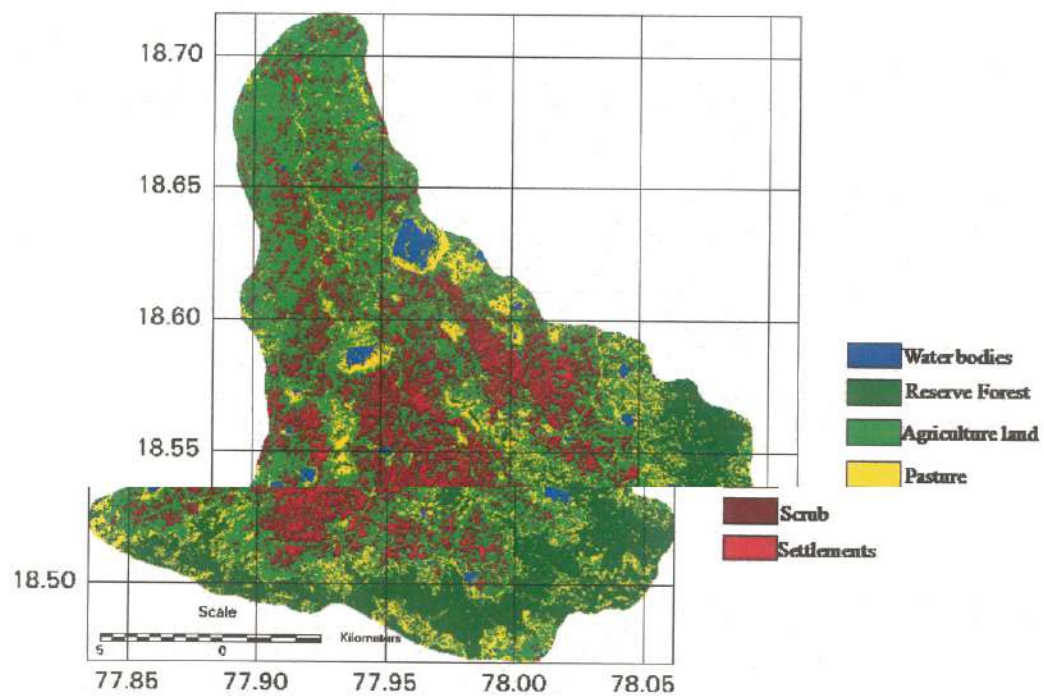 18.70
18.65
18.60
18.55
18.50
Water bodies
Reserve Forest
Agriculture land
Pasture
Scrub
Settlements
Scale
Kilometers
5 0
77.85 77.90 77.95 78.00 78.05